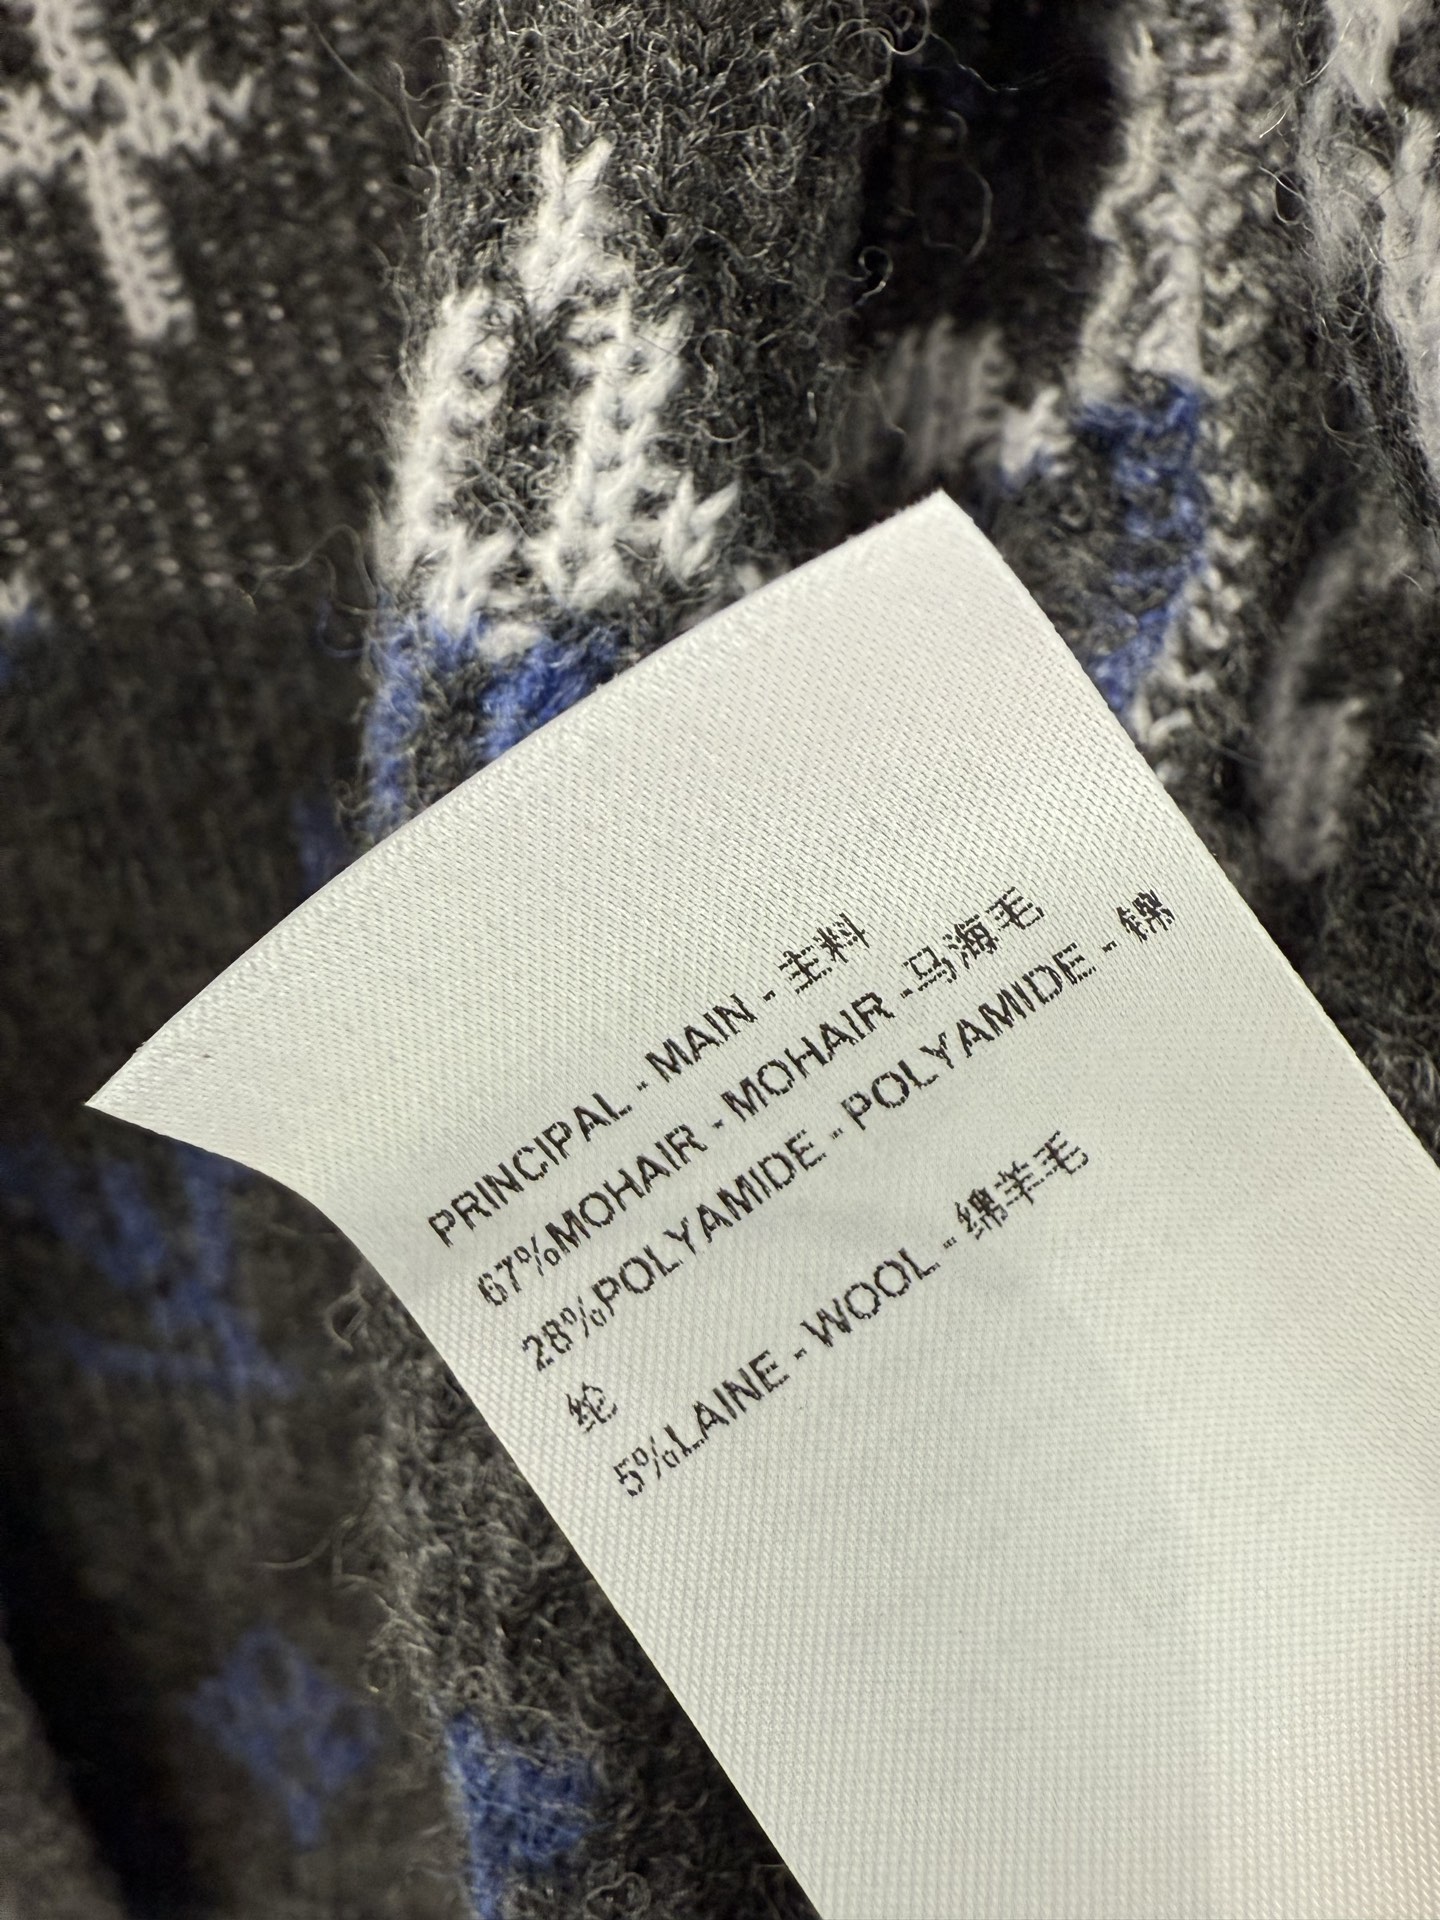 PRINCIPAL - MAIN - 主料
67%MOHAIR - MOHAIR -马海毛
28%POLYAMIDE - POLYAMIDE - 锦
纶
5%LAINE - WOOL - 绵羊毛